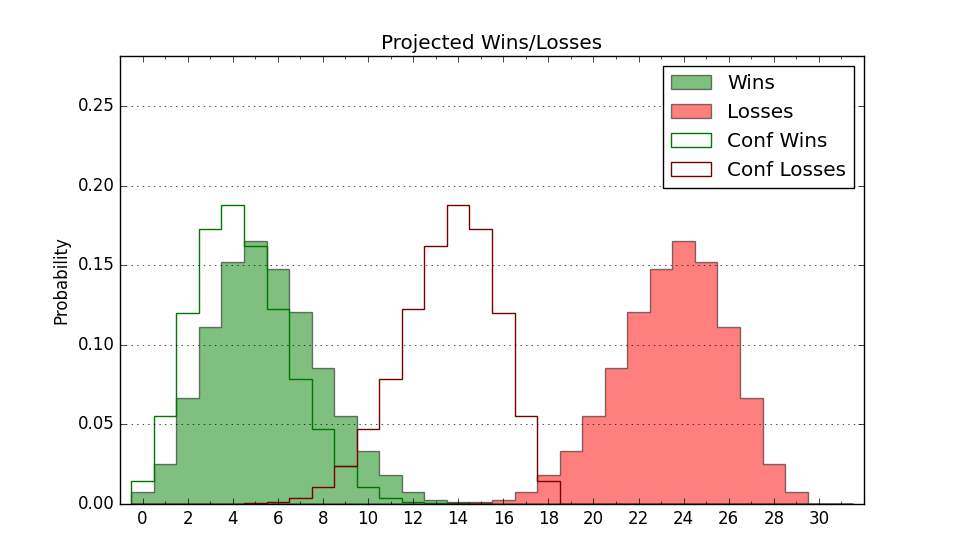 Projected Wins/Losses
Wins
Losses
Conf Wins
Conf Losses
Probability
0.25
0.20
0.15
0.10
0.05
0.00
0 2 4 6 8 10 12 14 16 18 20 22 24 26 28 30